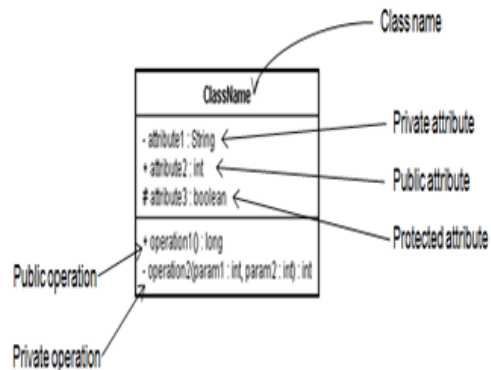 Class name
ClassName
- attribute1 : String
Private attribute
+ attribute2 : int
Public attribute
# attribute3 : boolean
Protected attribute
+ operation1() : long
Public operation
- operation2(param1 : int, param2 : int) : int
Private operation